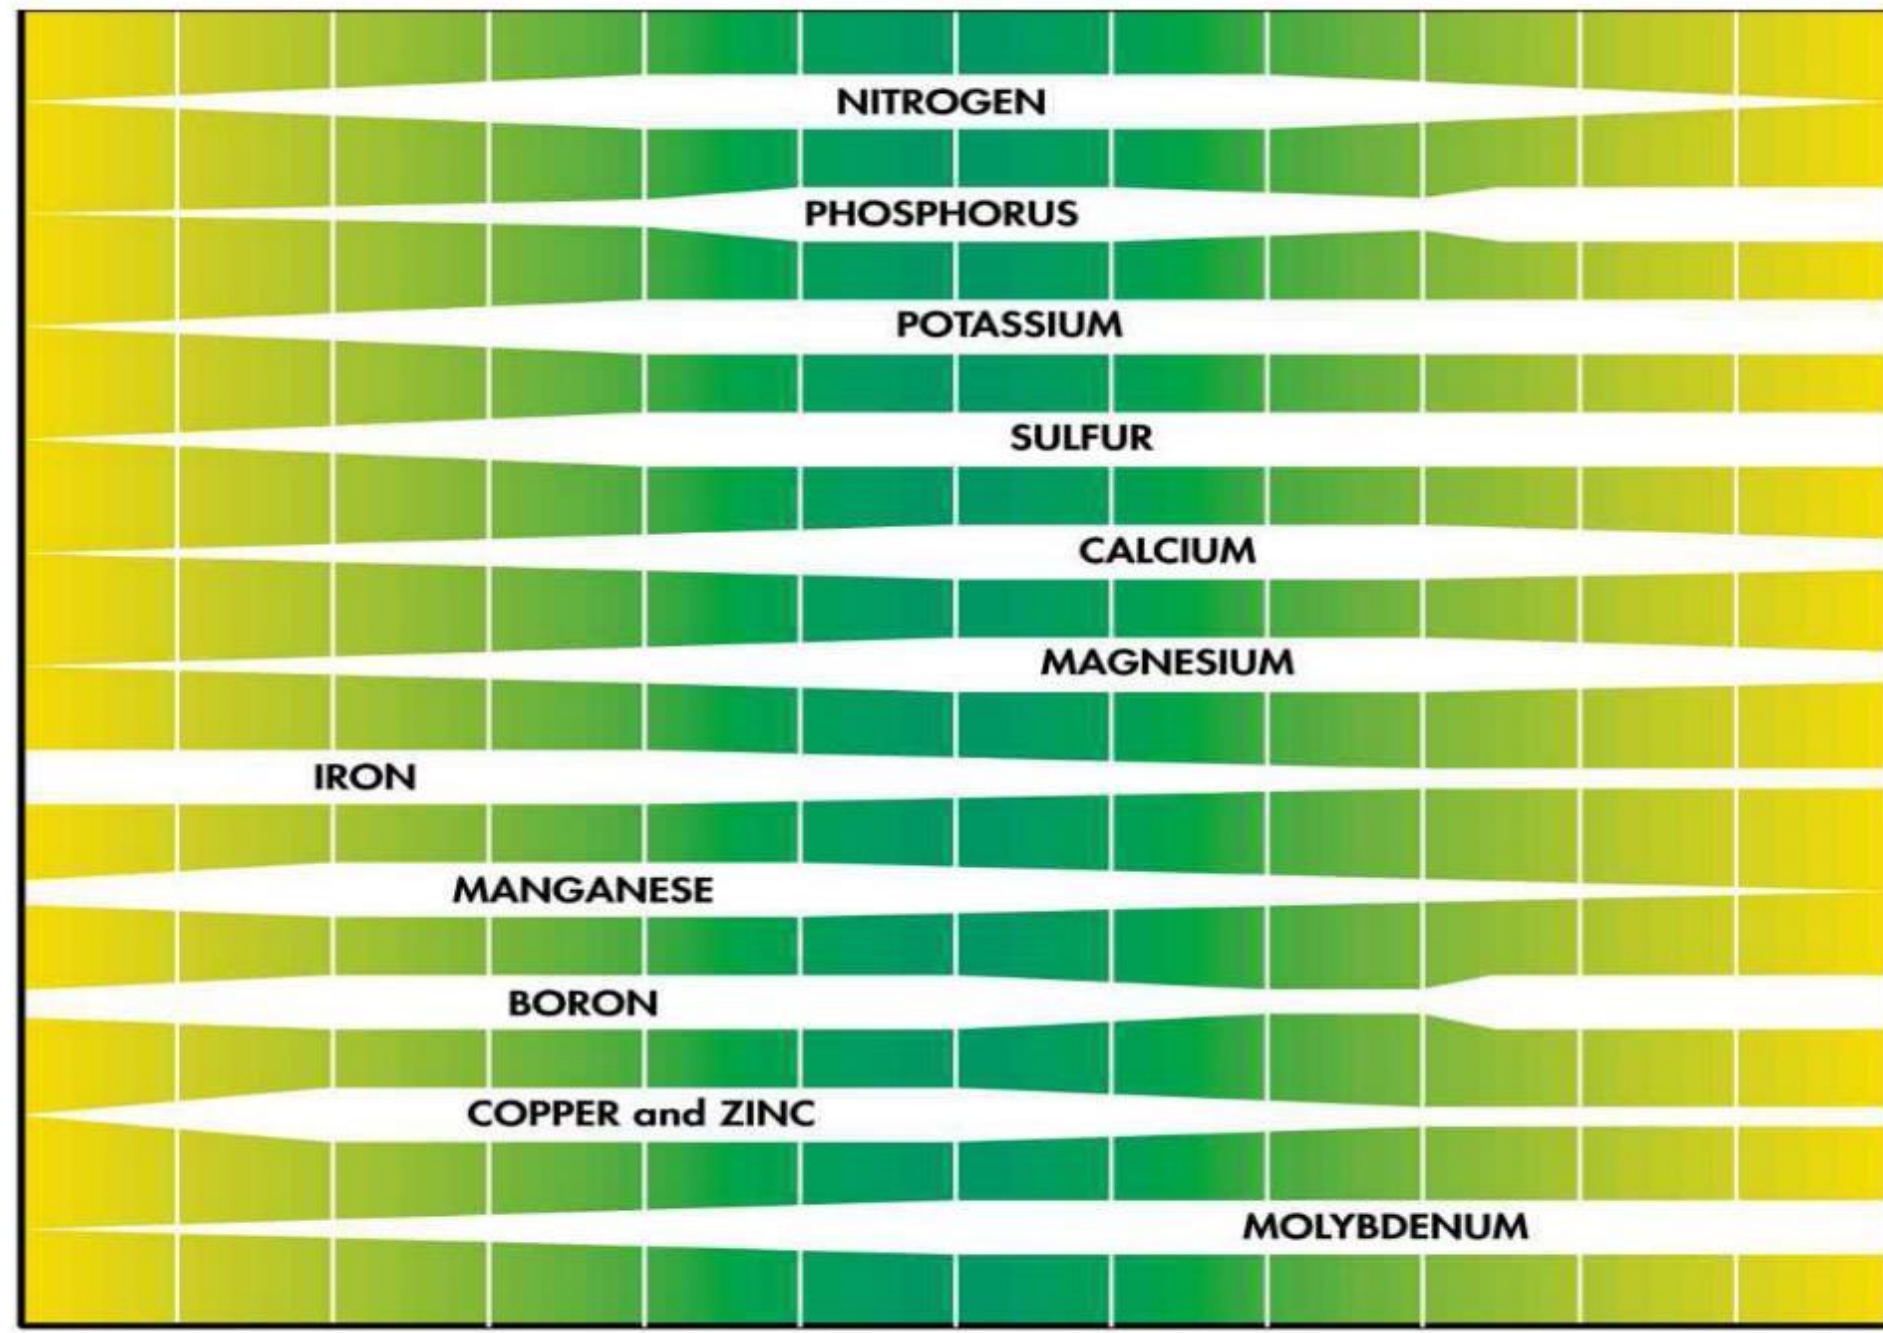 NITROGEN
PHOSPHORUS
POTASSIUM
SULFUR
CALCIUM
MAGNESIUM
IRON
MANGANESE
BORON
COPPER and ZINC
MOLYBDENUM